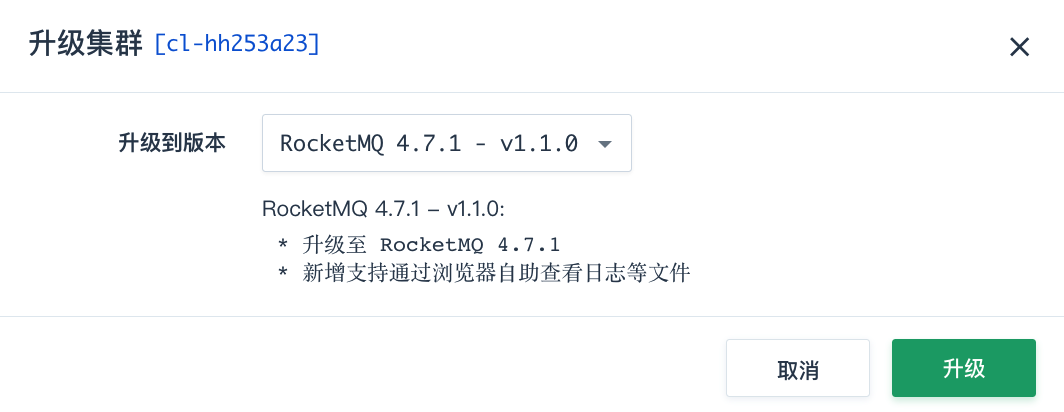 升级集群 [cl-hh253a23]
升级到版本 RocketMQ 4.7.1 - v1.1.0
RocketMQ 4.7.1 – v1.1.0:
* 升级至 RocketMQ 4.7.1
* 新增支持通过浏览器自助查看日志等文件
取消 升级